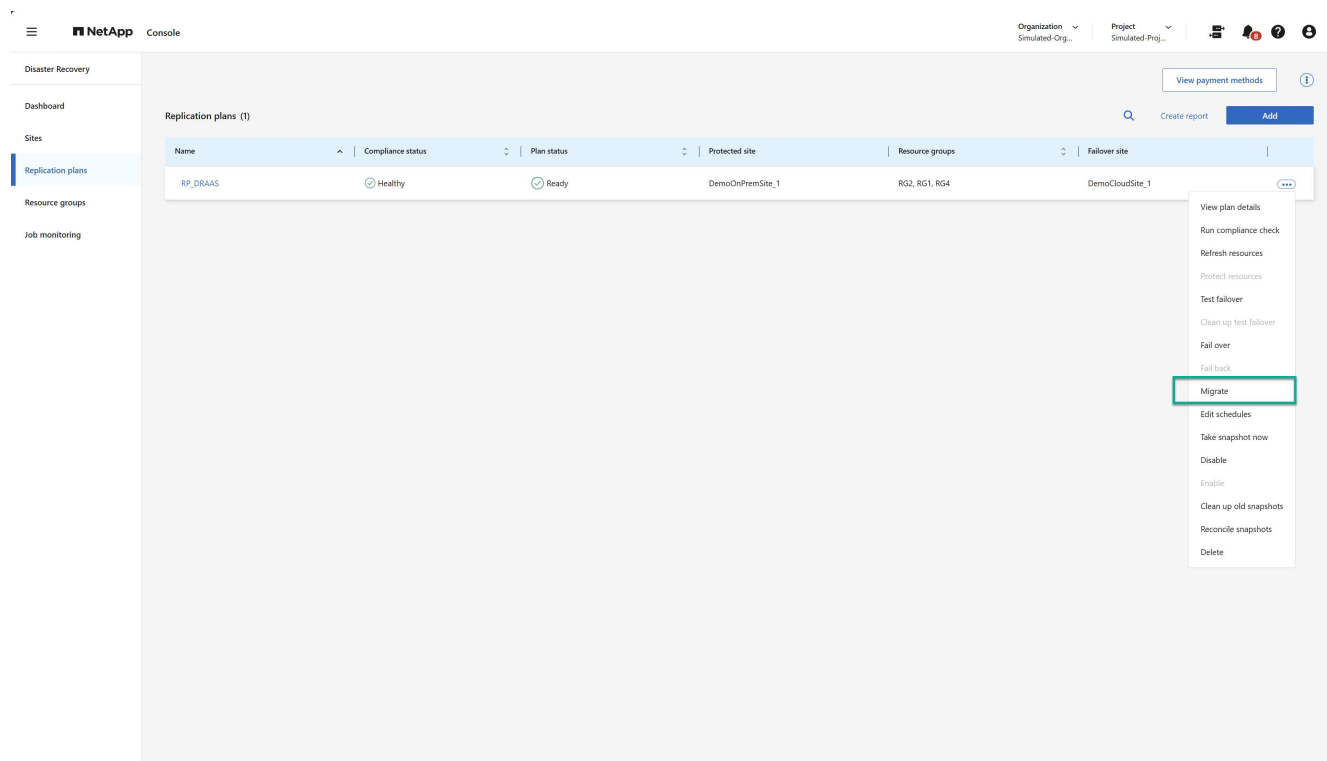 NetApp Console
Organization
Simulated-Org...
Project
Simulated-Proj...
8
Disaster Recovery
Dashboard
Sites
Replication plans
Resource groups
Job monitoring
View payment methods
Replication plans (1)
Create report
Add
Name Compliance status Plan status Protected site Resource groups Failover site
RP_DRAAS Healthy Ready DemoOnPremSite_1 RG2, RG1, RG4 DemoCloudSite_1
View plan details
Run compliance check
Refresh resources
Protect resources
Test failover
Clean up test failover
Fail over
Fail back
Migrate
Edit schedules
Take snapshot now
Disable
Enable
Clean up old snapshots
Reconcile snapshots
Delete